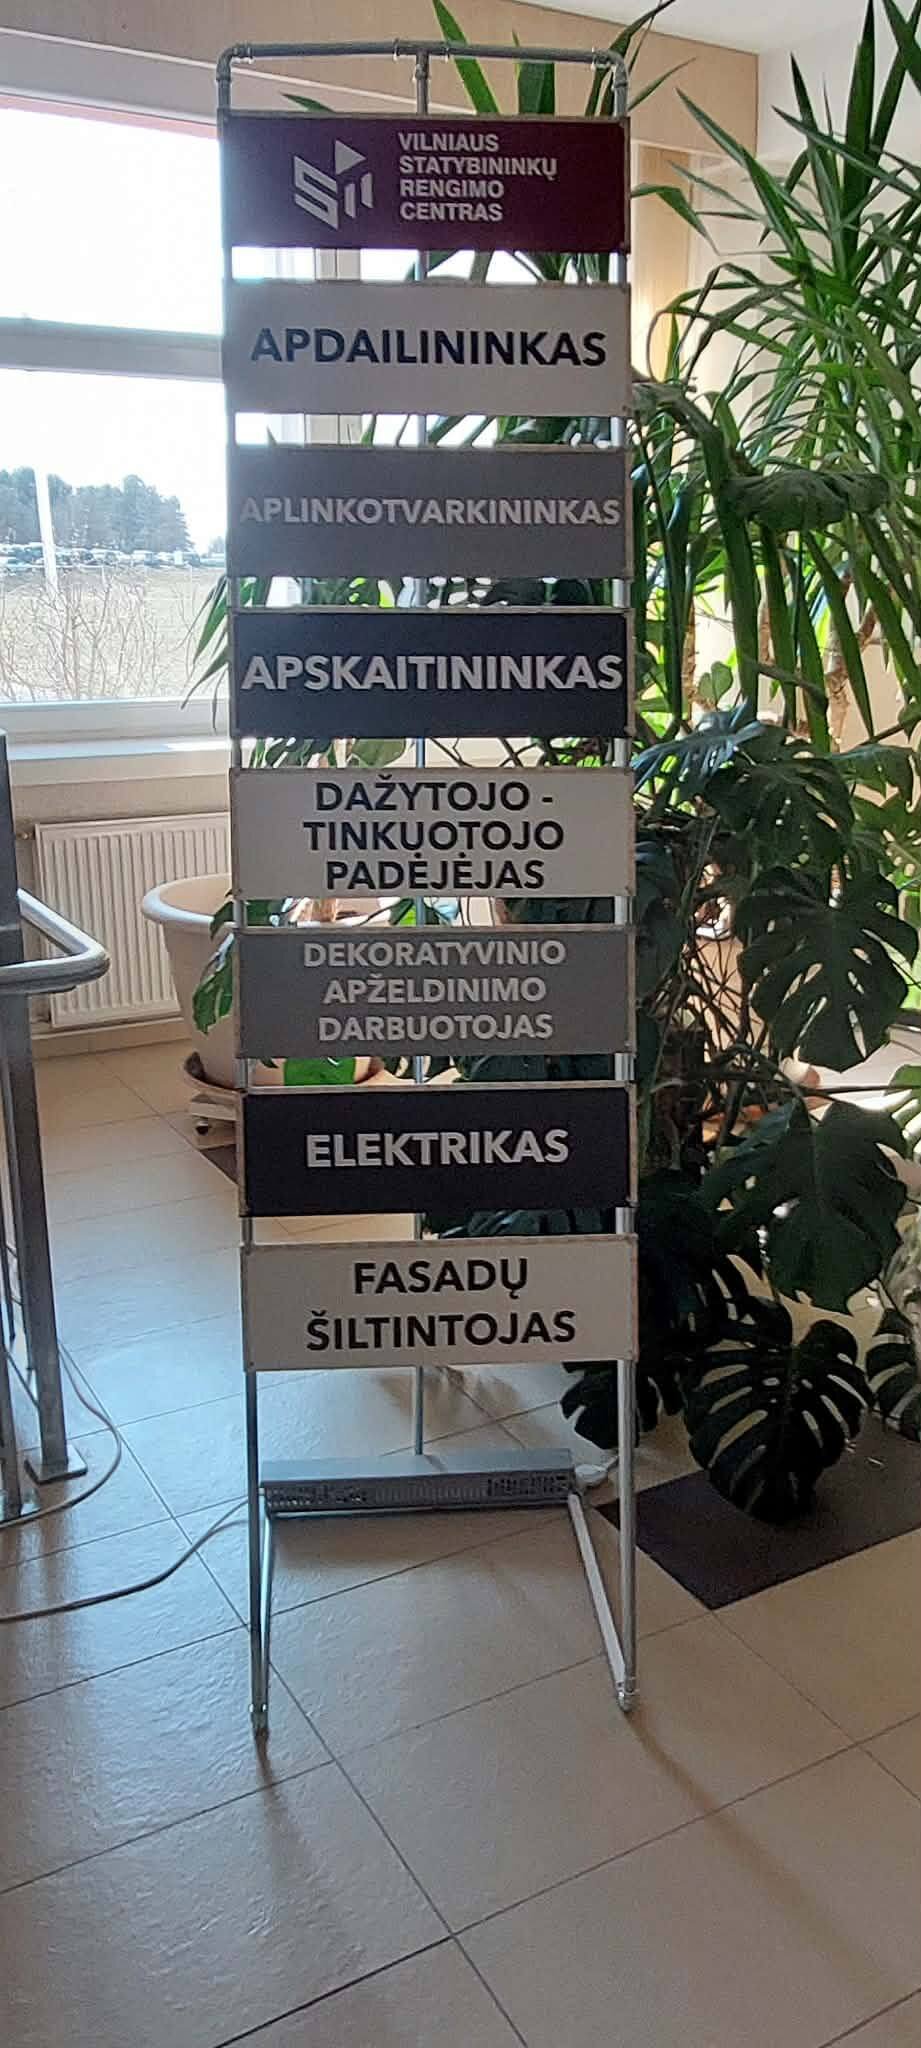 VILNIAUS
STATYBININKŲ
RENGIMO
CENTRAS
APDAILININKAS
APLINKOTVARKININKAS
APSKAITININKAS
DAŽYTOJO -
TINKUOTOJO
PADĖJĖJAS
DEKORATYVINIO
APŽELDINIMO
DARBUOTOJAS
ELEKTRIKAS
FASADŲ
ŠILTINTOJAS